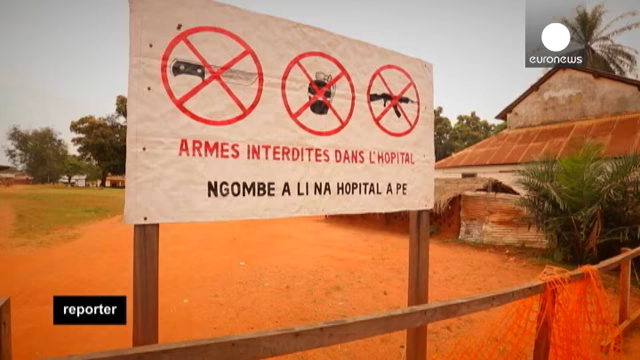 euronews
ARMES INTERDITES DANS L'HOPITAL
NGOMBE A LI NA HOPITAL A PE
reporter